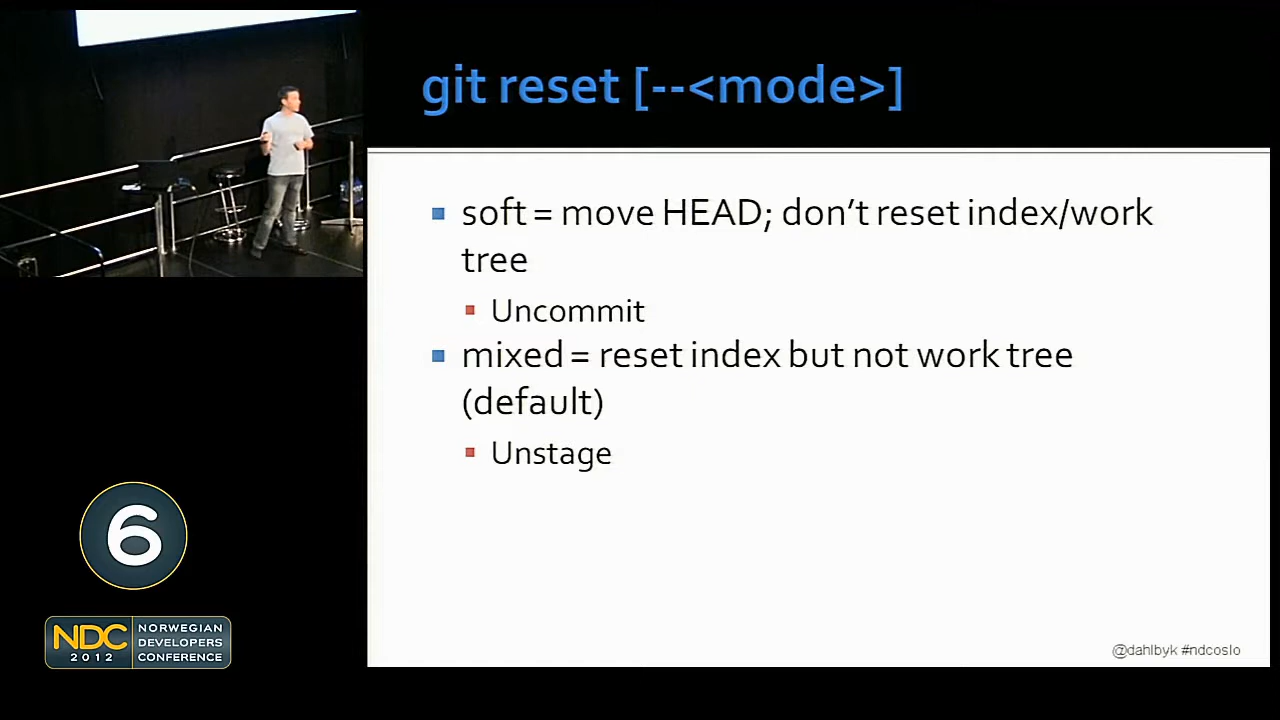 git reset [--<mode>]
soft = move HEAD; don’t reset index/work
tree
Uncommit
mixed = reset index but not work tree
(default)
Unstage
6
NDC
2012
NORWEGIAN
DEVELOPERS
CONFERENCE
@dahlbyk #ndcoslo